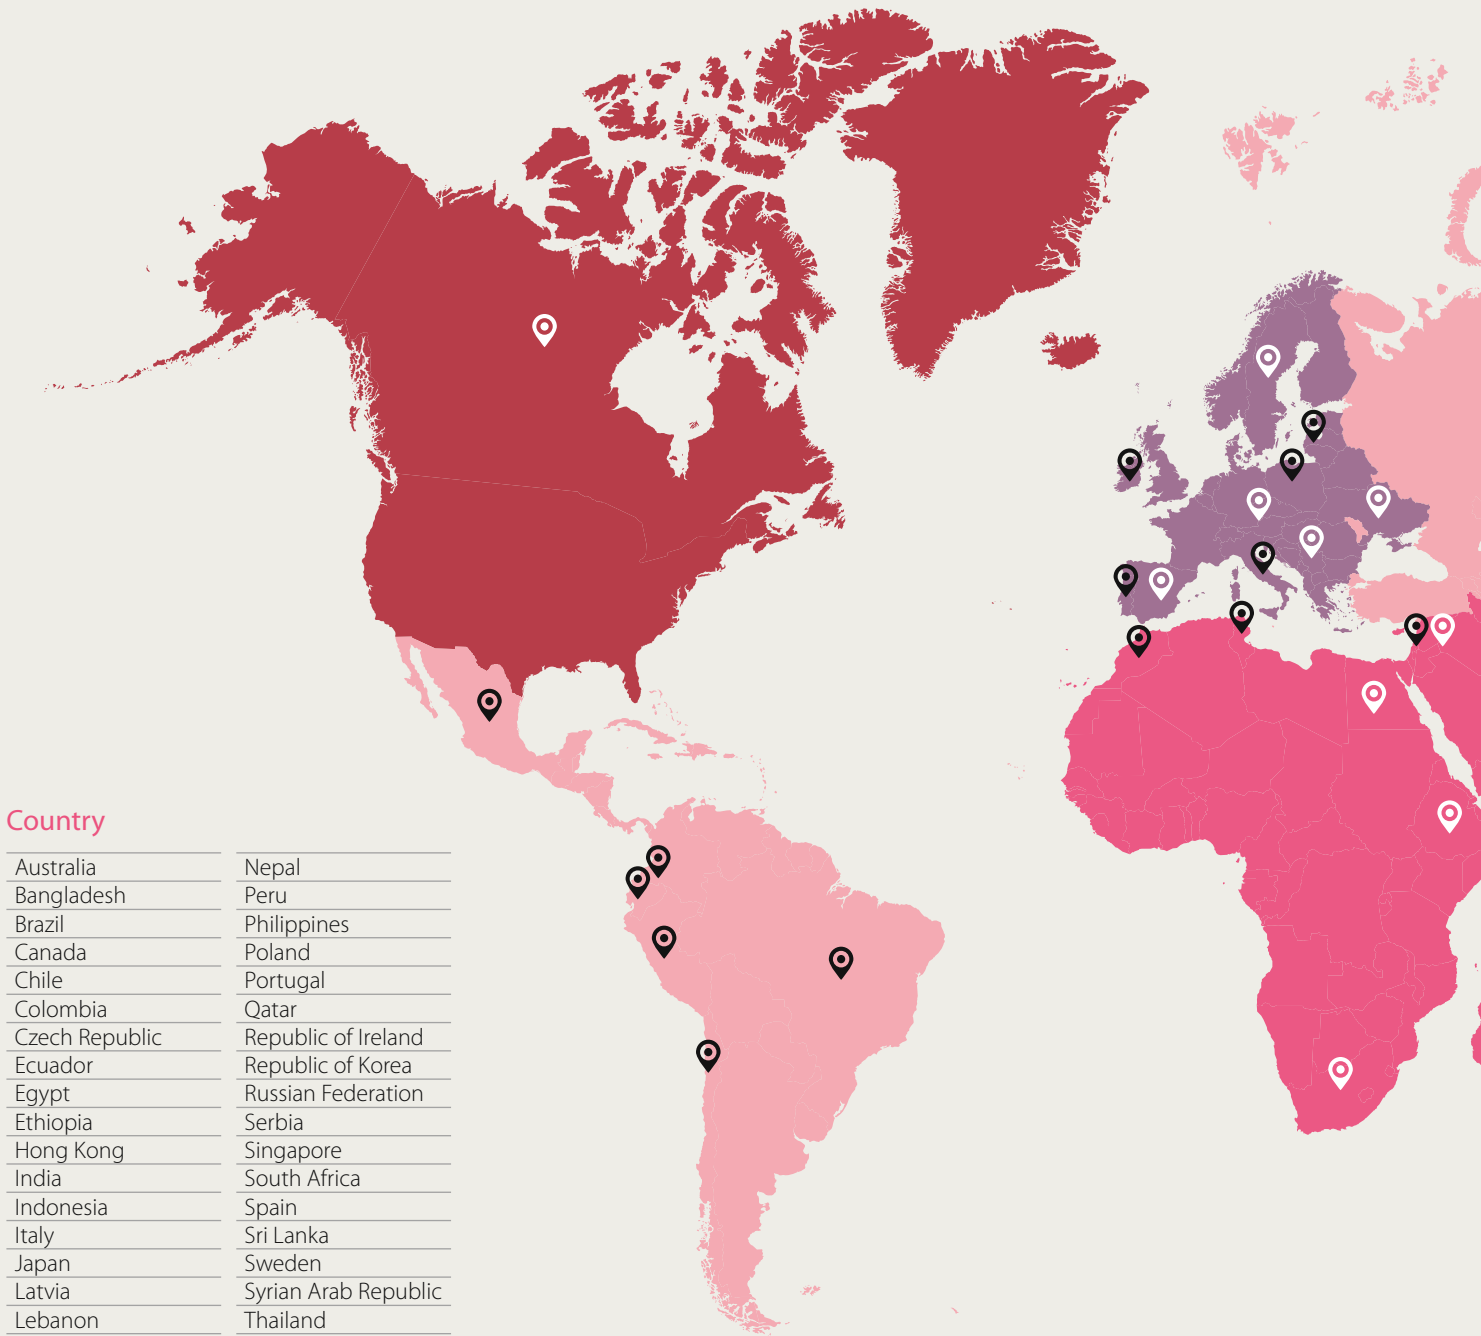 Country
Australia
Bangladesh
Brazil
Canada
Chile
Colombia
Czech Republic
Ecuador
Egypt
Ethiopia
Hong Kong
India
Indonesia
Italy
Japan
Latvia
Lebanon
Nepal
Peru
Philippines
Poland
Portugal
Qatar
Republic of Ireland
Republic of Korea
Russian Federation
Serbia
Singapore
South Africa
Spain
Sri Lanka
Sweden
Syrian Arab Republic
Thailand